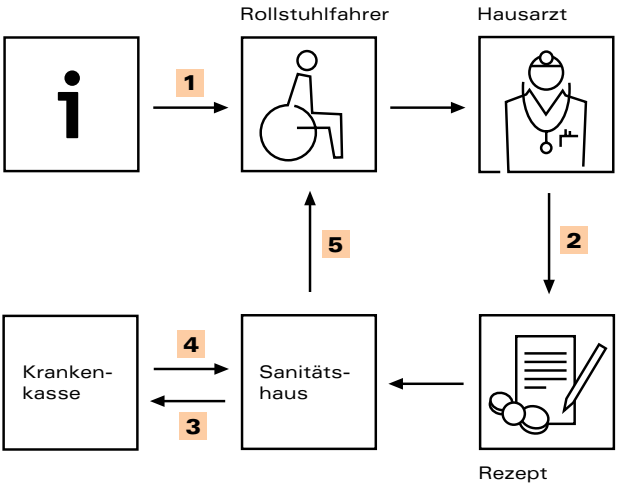 Rollstuhlfahrer
Hausarzt
i
1
5
2
Kranken-
kasse
4
3
Sanitäts-
haus
Rezept